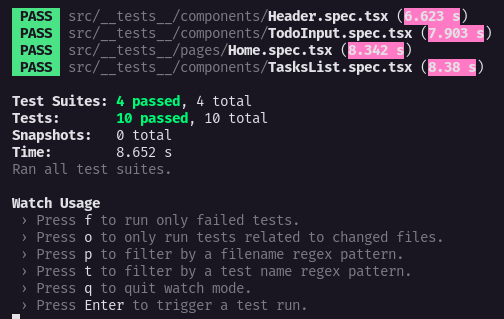 PASS src/__tests__/components/Header.spec.tsx (6.623 s)
PASS src/__tests__/components/TodoInput.spec.tsx (7.903 s)
PASS src/__tests__/pages/Home.spec.tsx (8.342 s)
PASS src/__tests__/components/TasksList.spec.tsx (8.38 s)
Test Suites: 4 passed, 4 total
Tests: 10 passed, 10 total
Snapshots: 0 total
Time: 8.652 s
Ran all test suites.
Watch Usage
› Press f to run only failed tests.
› Press o to only run tests related to changed files.
› Press p to filter by a filename regex pattern.
› Press t to filter by a test name regex pattern.
› Press q to quit watch mode.
› Press Enter to trigger a test run.